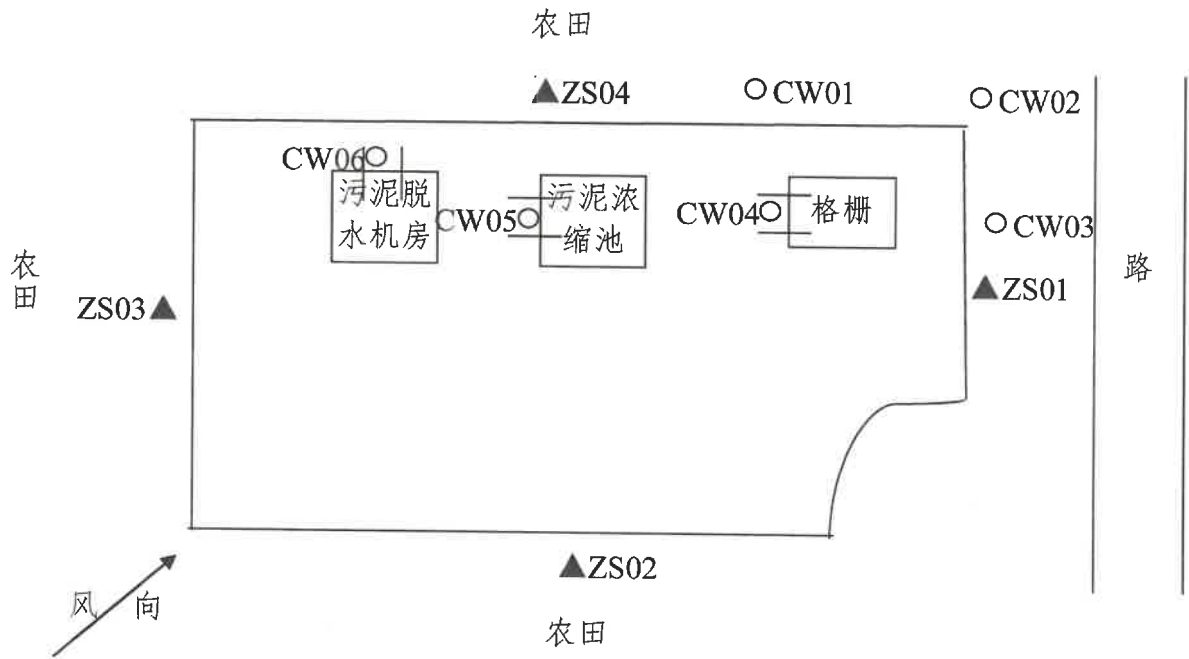 农田
ZS04
CW01
CW02
CW06
污泥脱
水机房
CW05
污泥浓
缩池
CW04
格栅
CW03
农
田
ZS03
ZS01
路
风向
ZS02
农田